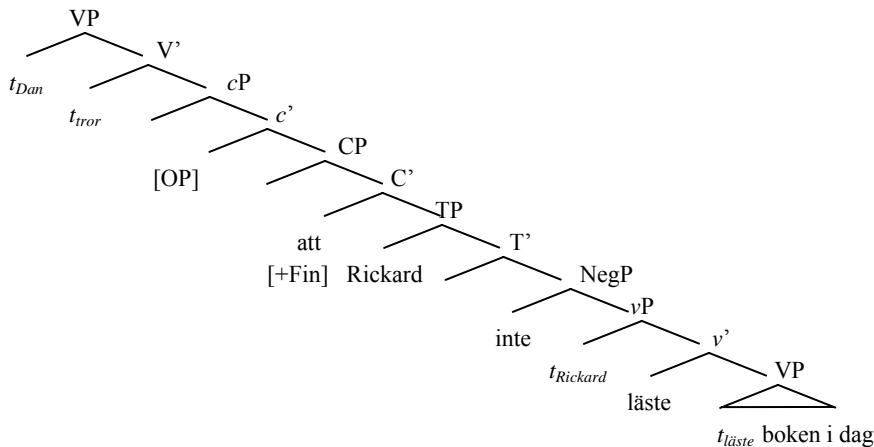 VP
V’
t_Dan
cP
t_tror
c’
CP
[OP]
C’
TP
att
T’
[+Fin] Rickard
NegP
vP
inte
v’
t_Rickard
VP
läste
t_läste boken i dag